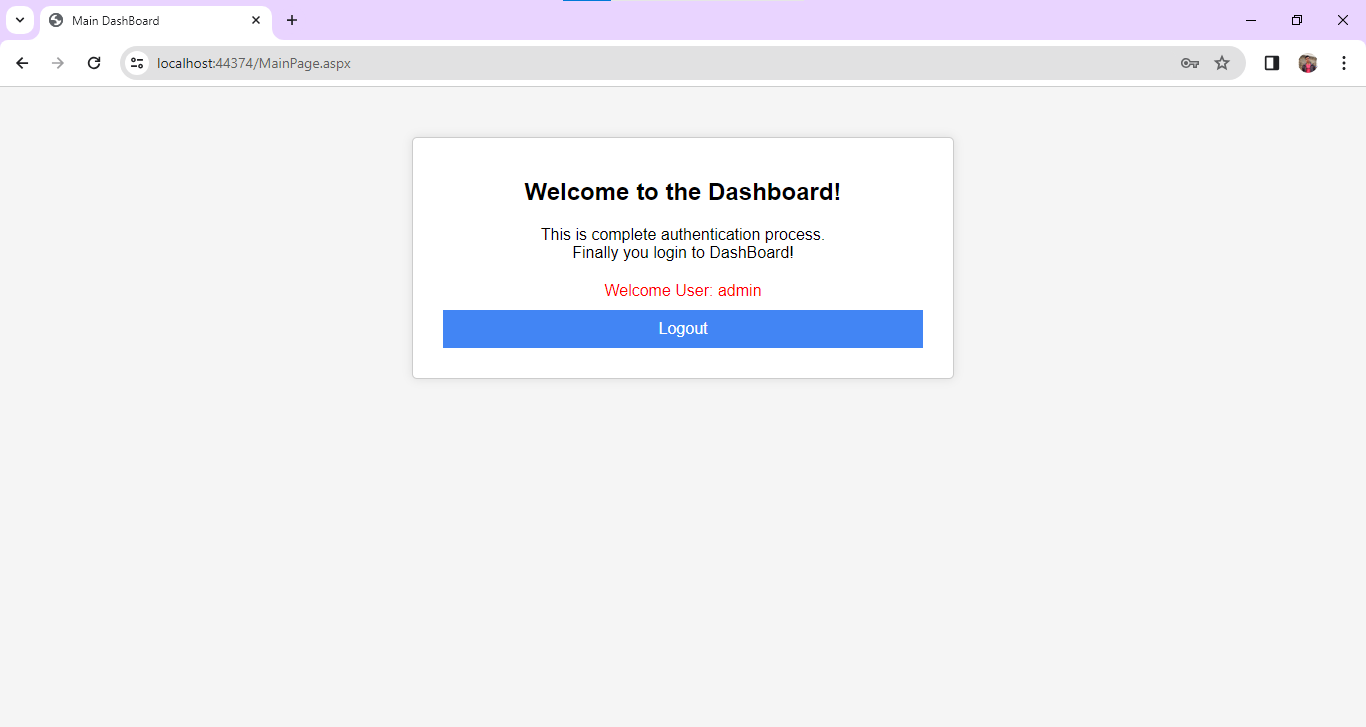 Main DashBoard
localhost:44374/MainPage.aspx
Welcome to the Dashboard!
This is complete authentication process.
Finally you login to DashBoard!
Welcome User: admin
Logout